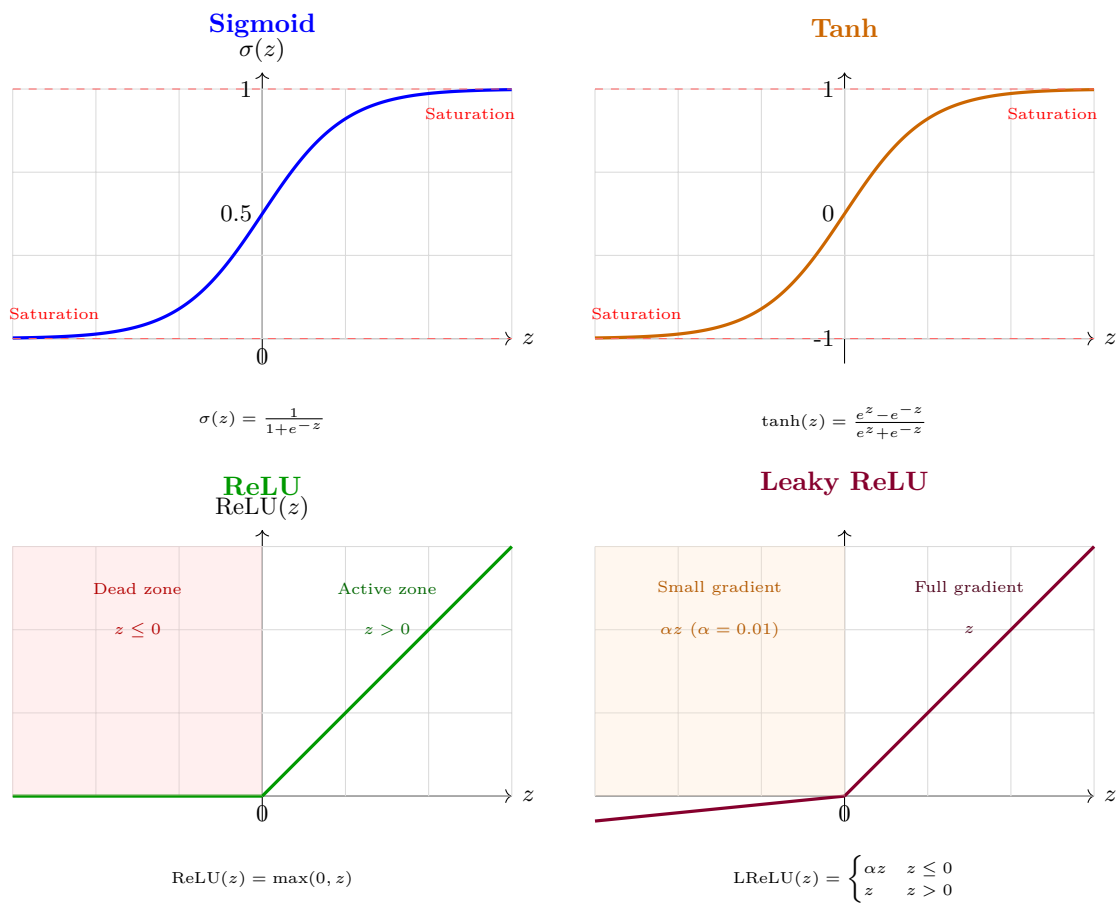 Sigmoid
σ(z)
1
Saturation
0.5
Saturation
z
0
σ(z) = 1/(1+e^{-z})
Tanh
1
Saturation
0
Saturation
-1
z
tanh(z) = (e^z−e^{-z})/(e^z+e^{-z})
ReLU
ReLU(z)
Dead zone
z ≤ 0
Active zone
z > 0
z
0
ReLU(z) = max(0, z)
Leaky ReLU
Small gradient
αz (α = 0.01)
Full gradient
z
z
0
LReLU(z) = { αz z ≤ 0
z z > 0